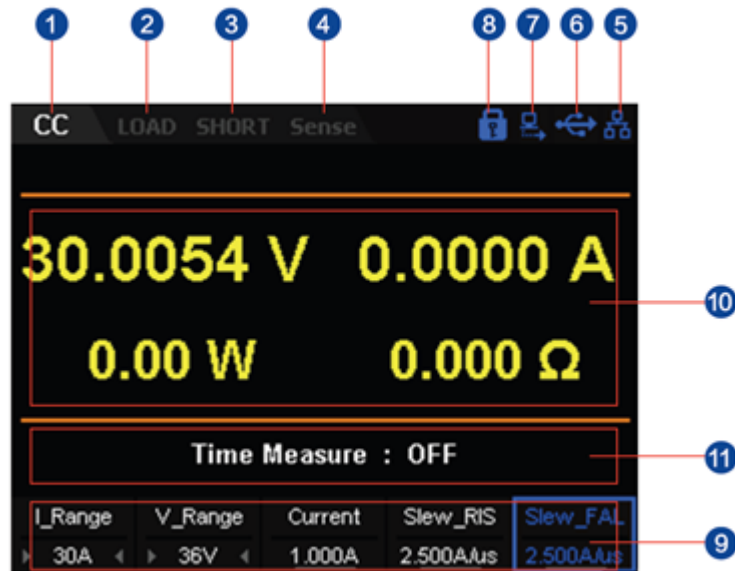 1 2 3 4 8 7 6 5
CC LOAD SHORT Sense
30.0054 V 0.0000 A
10
0.00 W 0.000 Ω
Time Measure : OFF
11
I_Range V_Range Current Slew_RIS Slew_FAL
9
30A 36V 1.000A 2.500A/us 2.500A/us